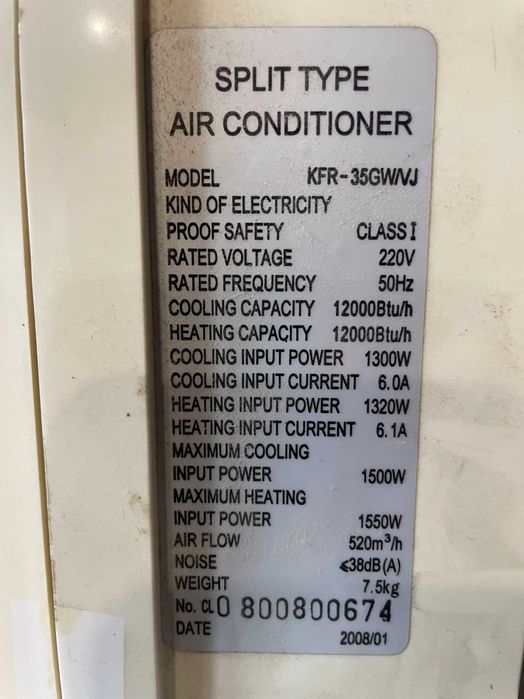 SPLIT TYPE
AIR CONDITIONER
MODEL KFR-35GW/VJ
KIND OF ELECTRICITY
PROOF SAFETY CLASS I
RATED VOLTAGE 220V
RATED FREQUENCY 50Hz
COOLING CAPACITY 12000Btu/h
HEATING CAPACITY 12000Btu/h
COOLING INPUT POWER 1300W
COOLING INPUT CURRENT 6.0A
HEATING INPUT POWER 1320W
HEATING INPUT CURRENT 6.1A
MAXIMUM COOLING
INPUT POWER 1500W
MAXIMUM HEATING
INPUT POWER 1550W
AIR FLOW 520m³/h
NOISE ≤38dB(A)
WEIGHT 7.5kg
No. CL0 800800674
DATE 2008/01